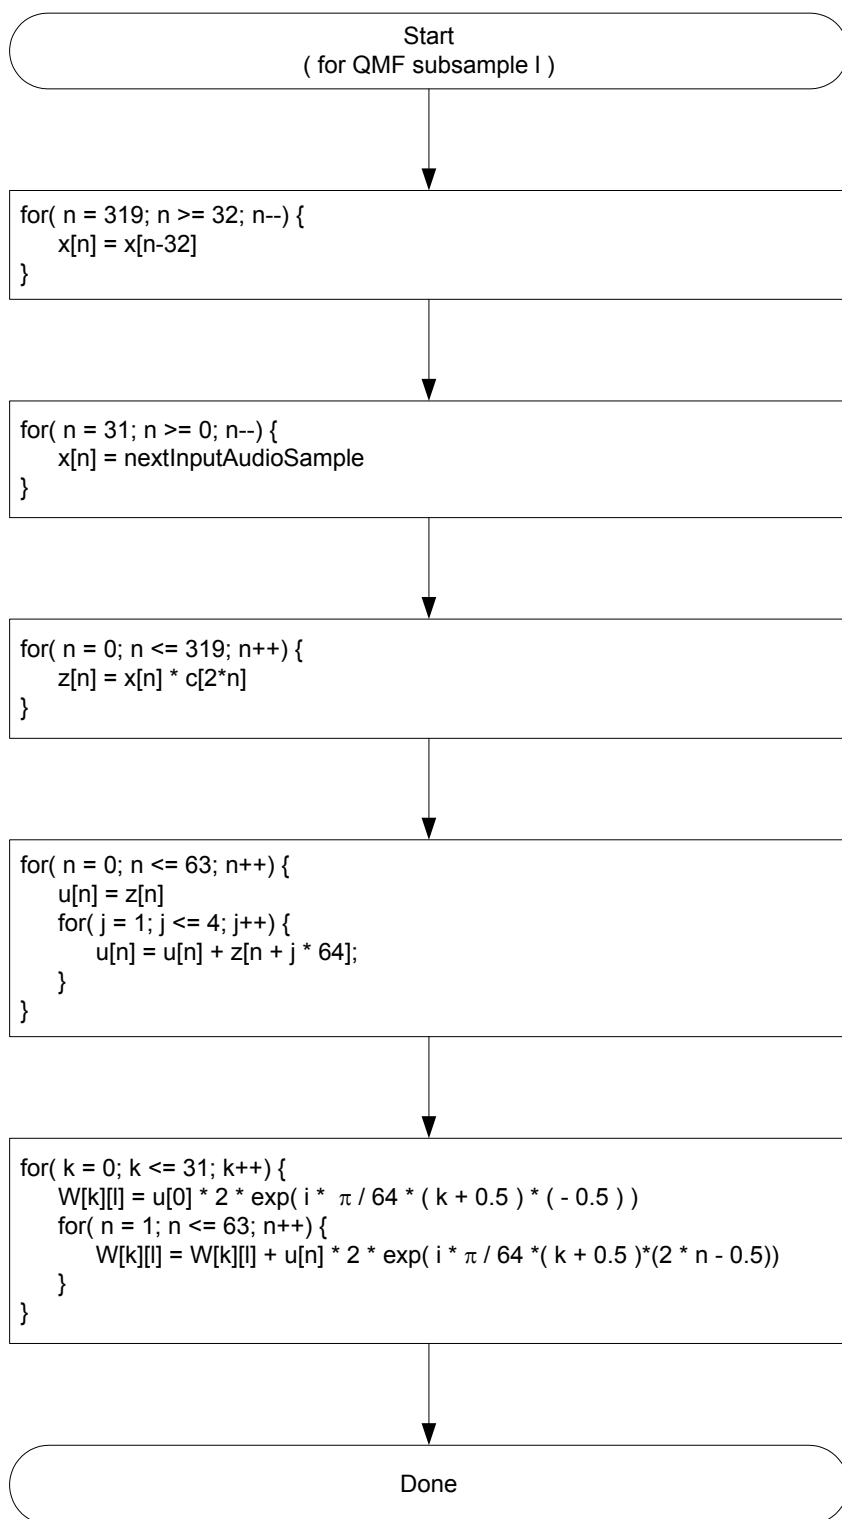 Start
( for QMF subsample l )
for( n = 319; n >= 32; n--) {
x[n] = x[n-32]
}
for( n = 31; n >= 0; n--) {
x[n] = nextInputAudioSample
}
for( n = 0; n <= 319; n++) {
z[n] = x[n] * c[2*n]
}
for( n = 0; n <= 63; n++) {
u[n] = z[n]
for( j = 1; j <= 4; j++) {
u[n] = u[n] + z[n + j * 64];
}
}
for( k = 0; k <= 31; k++) {
W[k][l] = u[0] * 2 * exp( i * π / 64 * ( k + 0.5 ) * ( - 0.5 ) )
for( n = 1; n <= 63; n++) {
W[k][l] = W[k][l] + u[n] * 2 * exp( i * π / 64 *( k + 0.5 )*(2 * n - 0.5))
}
}
Done